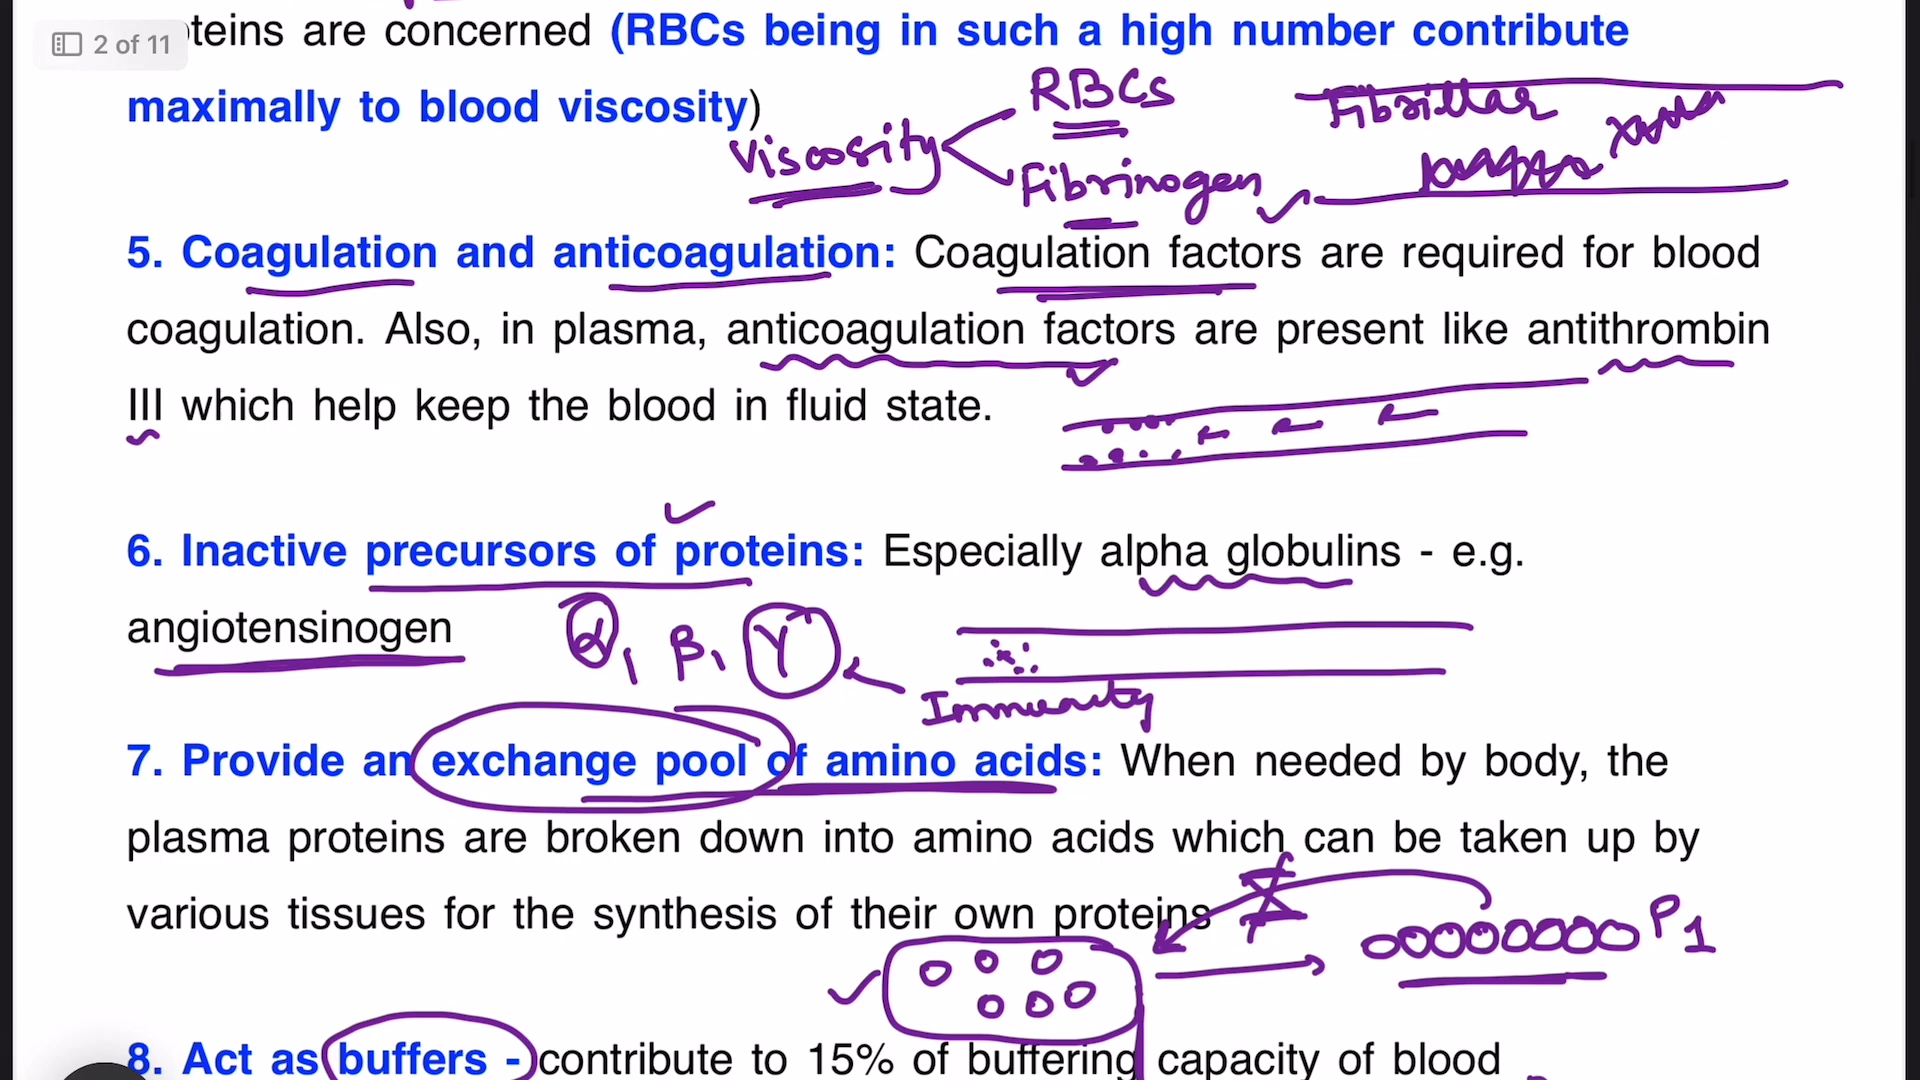 2 of 11
teins are concerned (RBCs being in such a high number contribute
maximally to blood viscosity)
Viscosity
RBCs
Fibrinogen
Fibrillar
5. Coagulation and anticoagulation: Coagulation factors are required for blood
coagulation. Also, in plasma, anticoagulation factors are present like antithrombin
III which help keep the blood in fluid state.
6. Inactive precursors of proteins: Especially alpha globulins - e.g.
angiotensinogen
α, β, γ
Immunity
7. Provide an exchange pool of amino acids: When needed by body, the
plasma proteins are broken down into amino acids which can be taken up by
various tissues for the synthesis of their own proteins
P1
8. Act as buffers - contribute to 15% of buffering capacity of blood